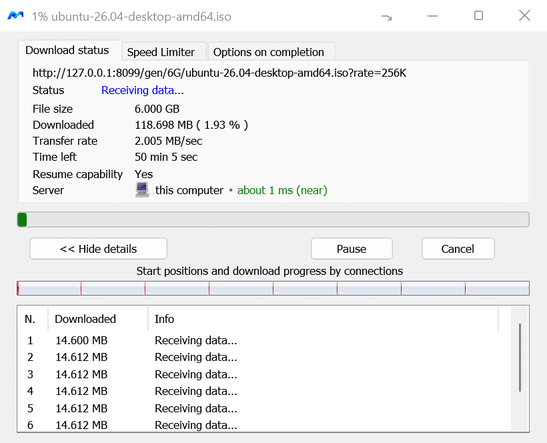 1% ubuntu-26.04-desktop-amd64.iso
Download status Speed Limiter Options on completion
http://127.0.0.1:8099/gen/6G/ubuntu-26.04-desktop-amd64.iso?rate=256K
Status Receiving data...
File size 6.000 GB
Downloaded 118.698 MB ( 1.93 % )
Transfer rate 2.005 MB/sec
Time left 50 min 5 sec
Resume capability Yes
Server this computer • about 1 ms (near)
<< Hide details Pause Cancel
Start positions and download progress by connections
N. Downloaded Info
1 14.600 MB Receiving data...
2 14.612 MB Receiving data...
3 14.612 MB Receiving data...
4 14.612 MB Receiving data...
5 14.612 MB Receiving data...
6 14.612 MB Receiving data...